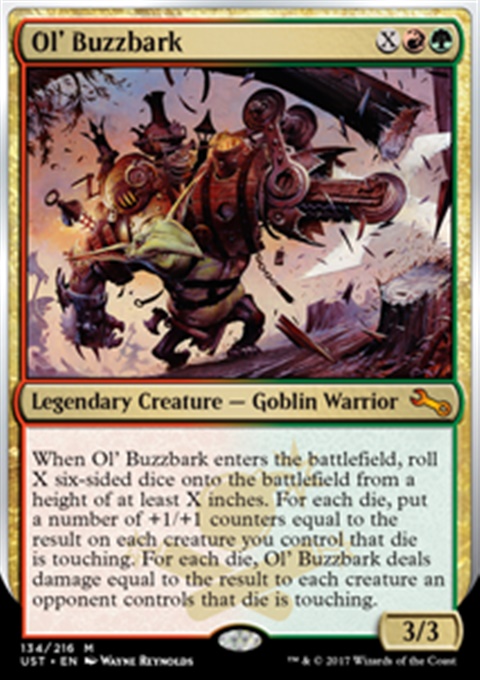 Ol' Buzzbark X
Legendary Creature — Goblin Warrior
When Ol' Buzzbark enters the battlefield, roll
X six-sided dice onto the battlefield from a
height of at least X inches. For each die, put
a number of +1/+1 counters equal to the
result on each creature you control that die
is touching. For each die, Ol' Buzzbark deals
damage equal to the result to each creature an
opponent controls that die is touching.
3/3
134/216 M
UST • EN Wayne Reynolds
™ & © 2017 Wizards of the Coast